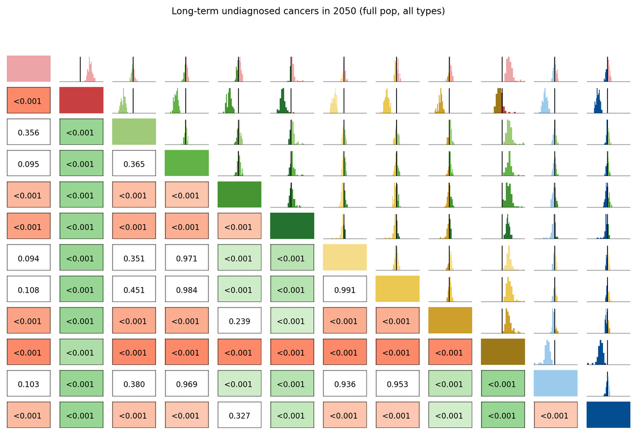 Long-term undiagnosed cancers in 2050 (full pop, all types)
<0.001
0.356 <0.001
0.095 <0.001 0.365
<0.001 <0.001 <0.001 <0.001
<0.001 <0.001 <0.001 <0.001 <0.001
0.094 <0.001 0.351 0.971 <0.001 <0.001
0.108 <0.001 0.451 0.984 <0.001 <0.001 0.991
<0.001 <0.001 <0.001 <0.001 0.239 <0.001 <0.001 <0.001
<0.001 <0.001 <0.001 <0.001 <0.001 <0.001 <0.001 <0.001 <0.001
0.103 <0.001 0.380 0.969 <0.001 <0.001 0.936 0.953 <0.001 <0.001
<0.001 <0.001 <0.001 <0.001 0.327 <0.001 <0.001 <0.001 <0.001 <0.001 <0.001